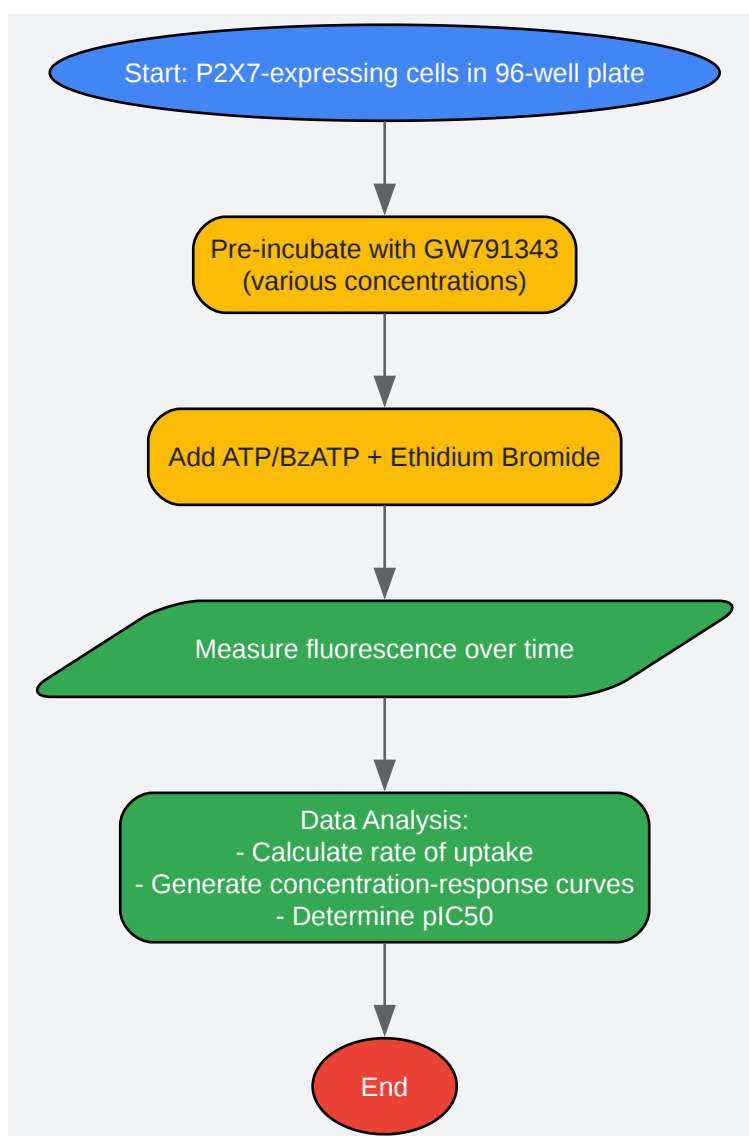 Start: P2X7-expressing cells in 96-well plate
Pre-incubate with GW791343
(various concentrations)
Add ATP/BzATP + Ethidium Bromide
Measure fluorescence over time
Data Analysis:
- Calculate rate of uptake
- Generate concentration-response curves
- Determine pIC50
End